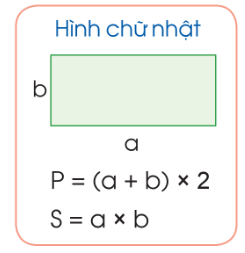 Hình chữ nhật
b
a
P = (a + b) × 2
S = a × b